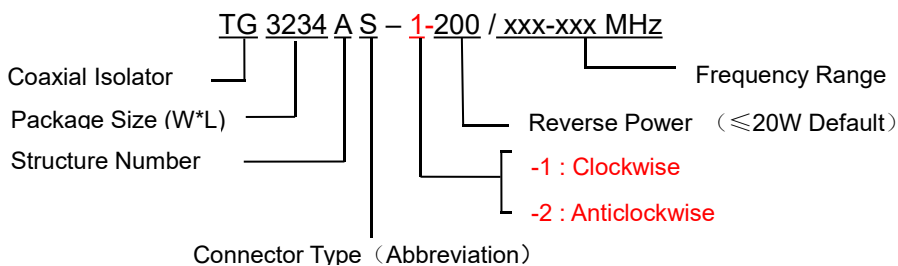 TG 3234 A S – 1-200 / xxx-xxx MHz
Coaxial Isolator
Frequency Range
Package Size (W*L)
Reverse Power （≤20W Default）
Structure Number
-1 : Clockwise
-2 : Anticlockwise
Connector Type（Abbreviation）